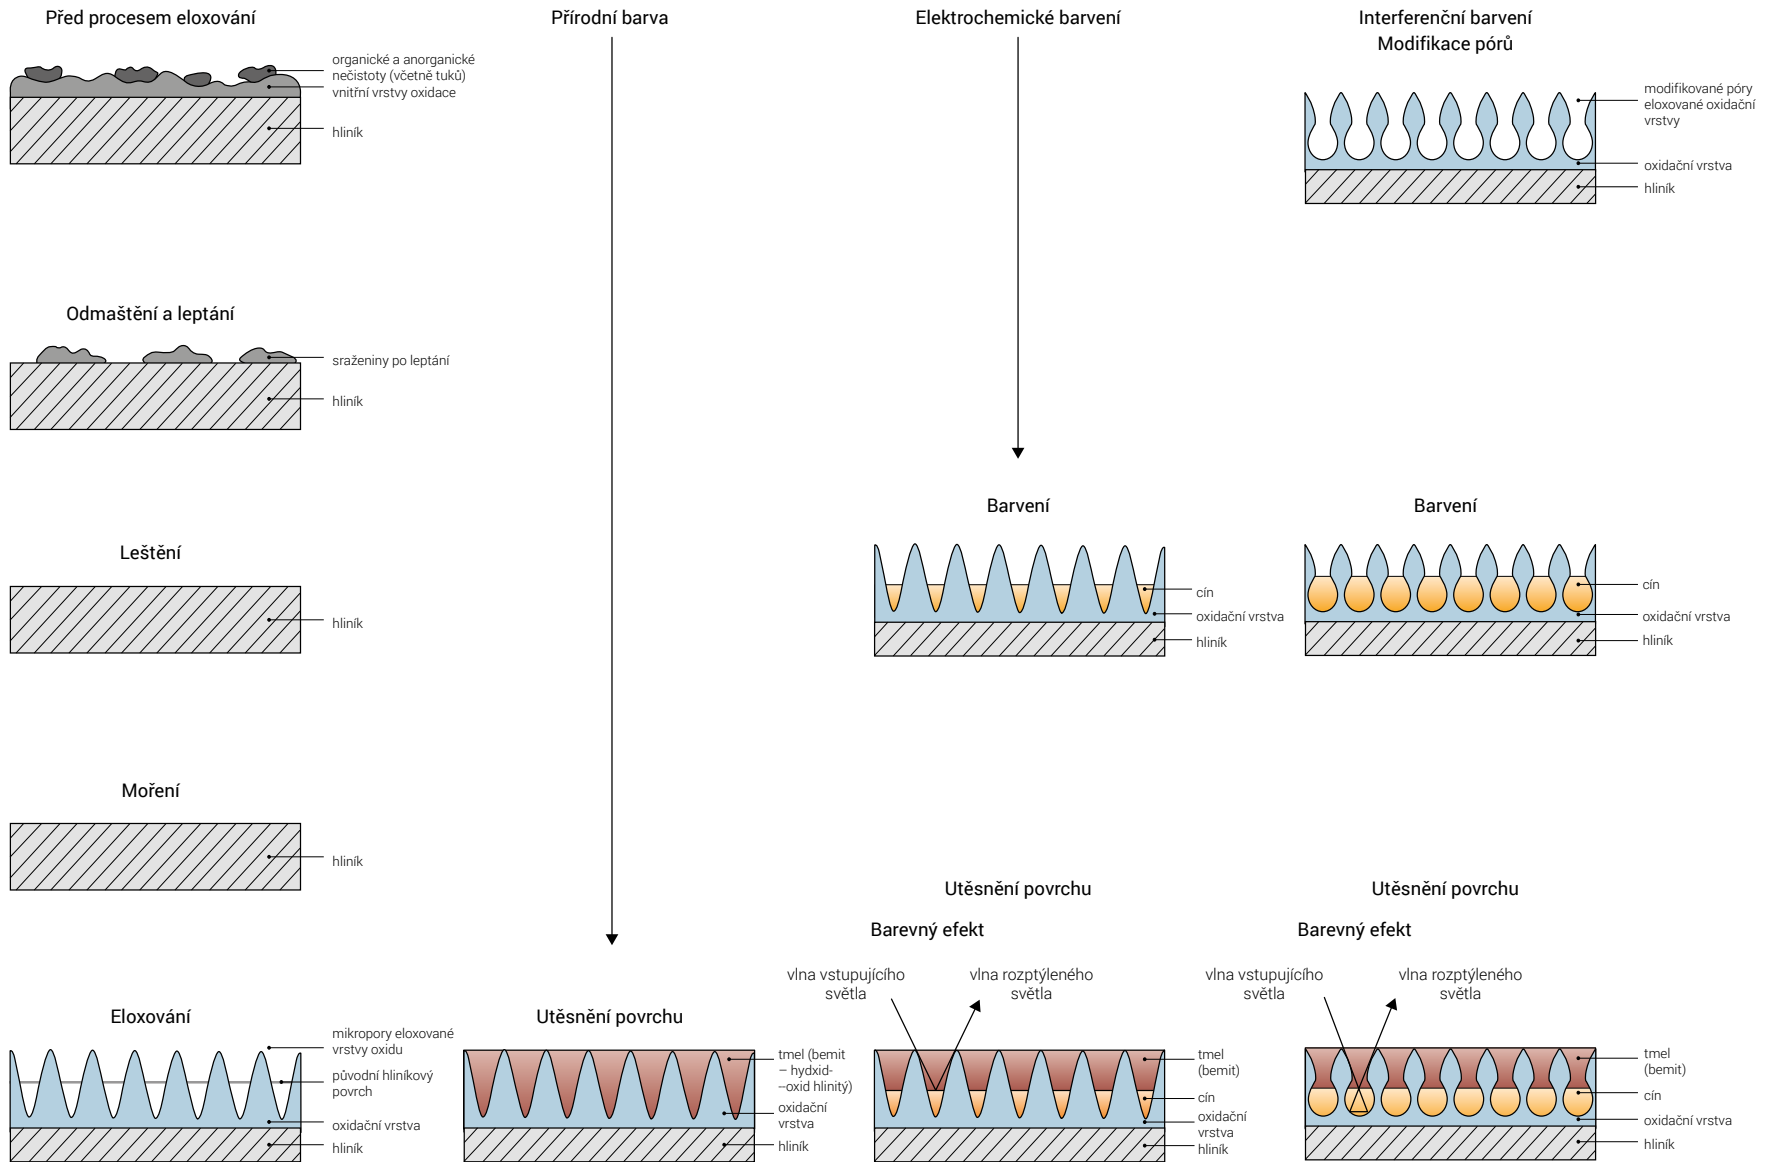 Před procesem eloxování
organické a anorganické
nečistoty (včetně tuků)
vnitřní vrstvy oxidace
hliník
Odmaštění a leptání
sraženiny po leptání
hliník
Leštění
hliník
Moření
hliník
Eloxování
mikropory eloxované
vrstvy oxidu
původní hliníkový
povrch
oxidační vrstva
hliník
Přírodní barva
Utěsnění povrchu
tmel (bemit
– hydxid-
–oxid hlinitý)
oxidační
vrstva
hliník
Elektrochemické barvení
Barvení
cín
oxidační vrstva
hliník
Utěsnění povrchu
Barevný efekt
vlna vstupujícího
světla
vlna rozptýleného
světla
tmel
(bemit)
cín
oxidační
vrstva
hliník
Interferenční barvení
Modifikace pórů
modifikované póry
eloxované oxidační
vrstvy
oxidační vrstva
hliník
Barvení
cín
oxidační vrstva
hliník
Utěsnění povrchu
Barevný efekt
vlna vstupujícího
světla
vlna rozptýleného
světla
tmel
(bemit)
cín
oxidační vrstva
hliník